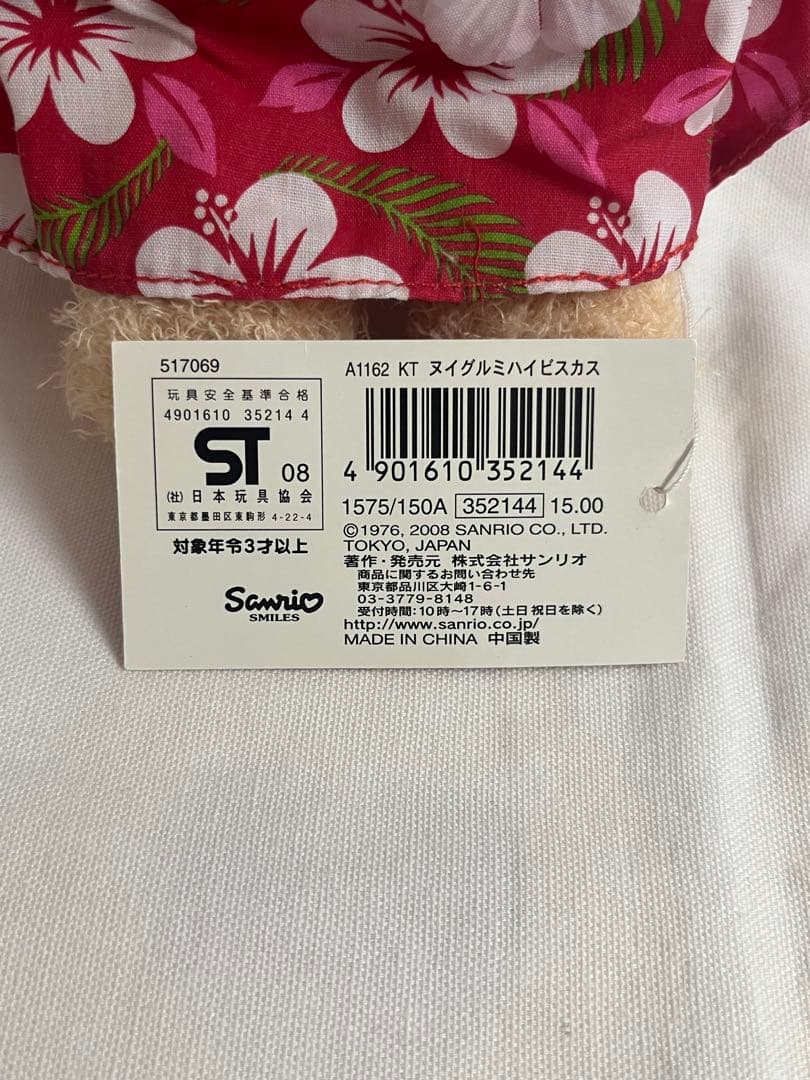 517069
玩具安全基準合格
4901610 35214 4
ST 08
(社)日本玩具協会
東京都墨田区東駒形 4-22-4
対象年令3才以上
Sanrio
SMILES
A1162 KT ヌイグルミハイビスカス
4 901610 352144
1575/150A 352144 15.00
©1976, 2008 SANRIO CO., LTD.
TOKYO, JAPAN
著作・発売元 株式会社サンリオ
商品に関するお問い合わせ先
東京都品川区大崎1-6-1
03-3779-8148
受付時間:10時~17時(土日祝日を除く)
http://www.sanrio.co.jp/
MADE IN CHINA 中国製